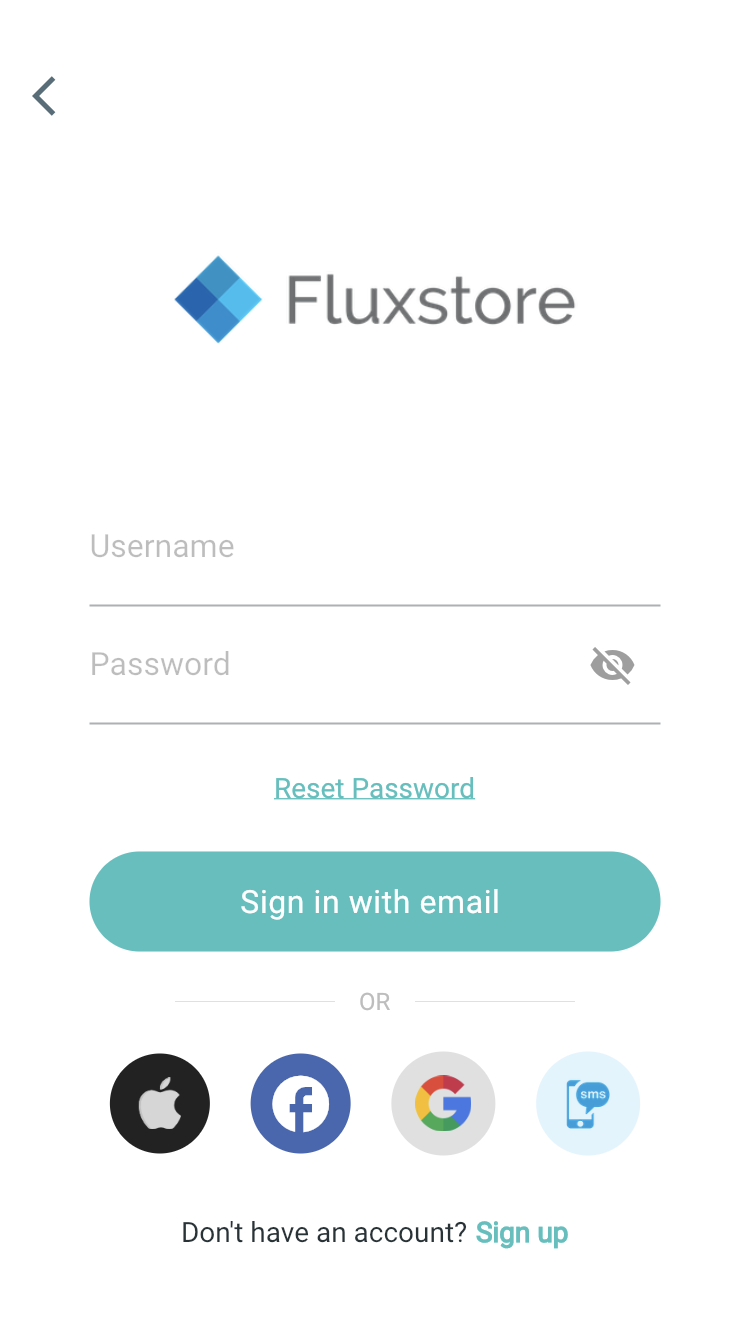 Fluxstore
Username
Password
Reset Password
Sign in with email
OR
sms
Don't have an account? Sign up